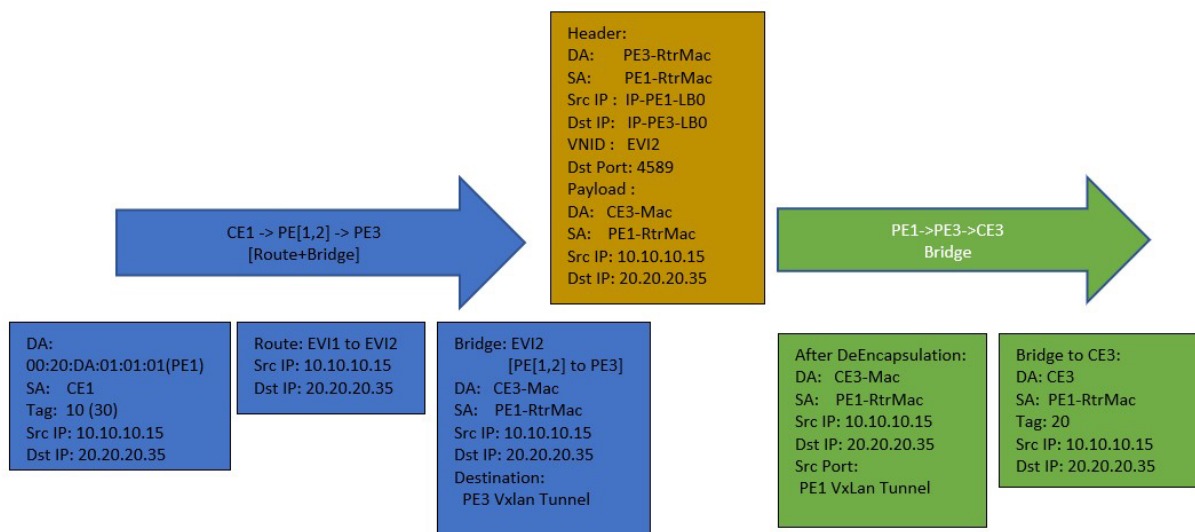 Header:
DA: PE3-RtrMac
SA: PE1-RtrMac
Src IP : IP-PE1-LB0
Dst IP: IP-PE3-LB0
VNID : EVI2
Dst Port: 4589
Payload :
DA: CE3-Mac
SA: PE1-RtrMac
Src IP: 10.10.10.15
Dst IP: 20.20.20.35
CE1 -> PE[1,2] -> PE3
[Route+Bridge]
PE1->PE3->CE3
Bridge
DA:
00:20:DA:01:01:01(PE1)
SA: CE1
Tag: 10 (30)
Src IP: 10.10.10.15
Dst IP: 20.20.20.35
Route: EVI1 to EVI2
Src IP: 10.10.10.15
Dst IP: 20.20.20.35
Bridge: EVI2
[PE[1,2] to PE3]
DA: CE3-Mac
SA: PE1-RtrMac
Src IP: 10.10.10.15
Dst IP: 20.20.20.35
Destination:
PE3 Vxlan Tunnel
After DeEncapsulation:
DA: CE3-Mac
SA: PE1-RtrMac
Src IP: 10.10.10.15
Dst IP: 20.20.20.35
Src Port:
PE1 VxLan Tunnel
Bridge to CE3:
DA: CE3
SA: PE1-RtrMac
Tag: 20
Src IP: 10.10.10.15
Dst IP: 20.20.20.35